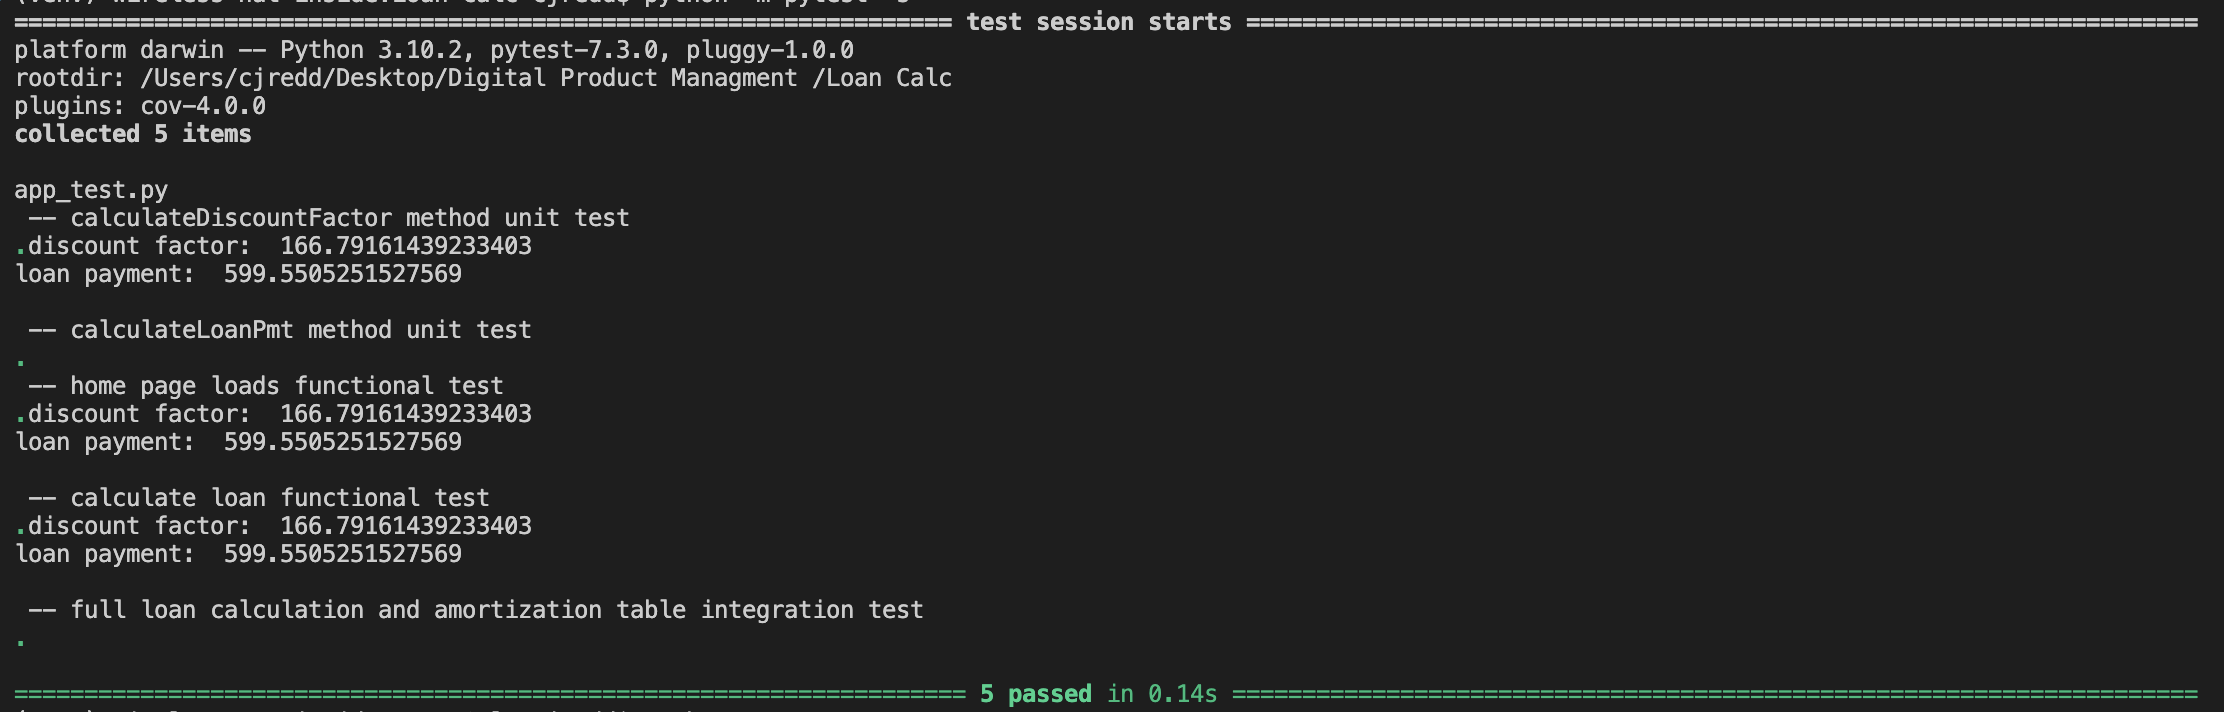 ============================== test session starts ==============================
platform darwin -- Python 3.10.2, pytest-7.3.0, pluggy-1.0.0
rootdir: /Users/cjredd/Desktop/Digital Product Managment /Loan Calc
plugins: cov-4.0.0
collected 5 items
app_test.py
-- calculateDiscountFactor method unit test
.discount factor:  166.79161439233403
loan payment:  599.5505251527569
-- calculateLoanPmt method unit test
.
-- home page loads functional test
.discount factor:  166.79161439233403
loan payment:  599.5505251527569
-- calculate loan functional test
.discount factor:  166.79161439233403
loan payment:  599.5505251527569
-- full loan calculation and amortization table integration test
.
============================== 5 passed in 0.14s ==============================